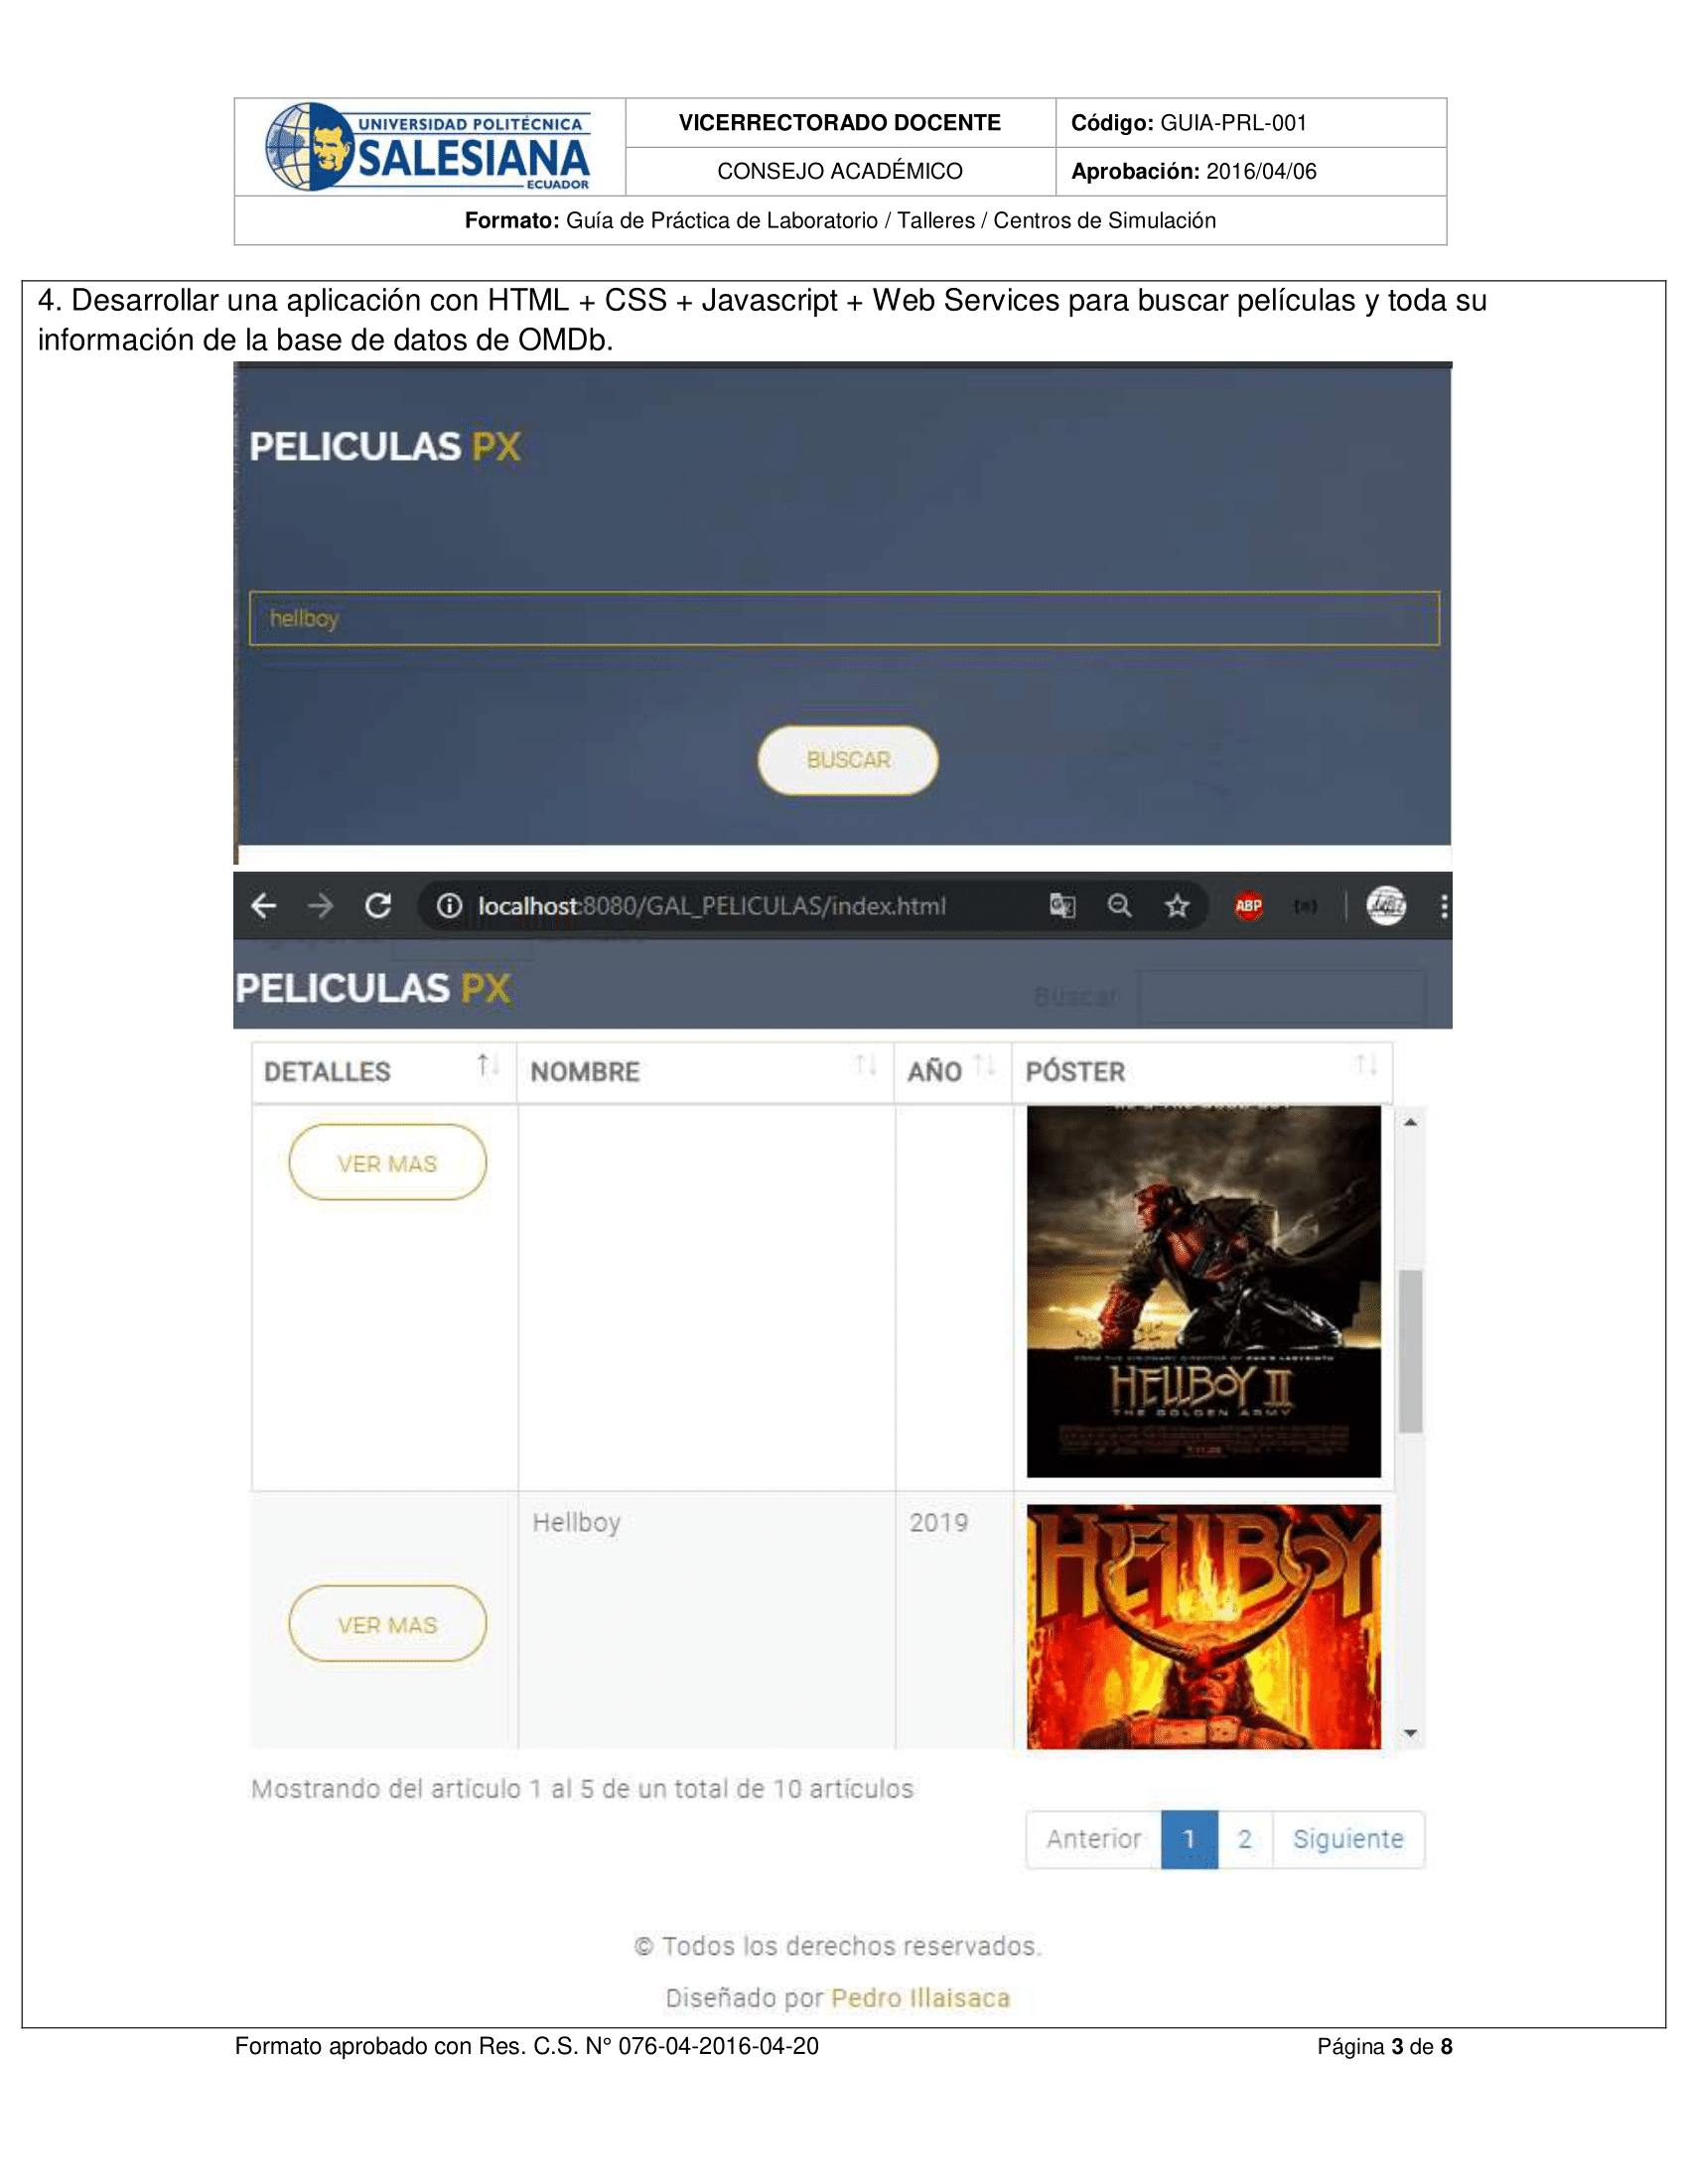 UNIVERSIDAD POLITÉCNICA
SALESIANA
ECUADOR
VICERRECTORADO DOCENTE
Código: GUIA-PRL-001
CONSEJO ACADÉMICO
Aprobación: 2016/04/06
Formato: Guía de Práctica de Laboratorio / Talleres / Centros de Simulación
4. Desarrollar una aplicación con HTML + CSS + Javascript + Web Services para buscar películas y toda su
información de la base de datos de OMDb.
PELICULAS PX
hellboy
BUSCAR
localhost:8080/GAL_PELICULAS/index.html
ABP
PELICULAS PX
Buscar
DETALLES NOMBRE AÑO PÓSTER
VER MAS
HELLBOY II
THE GOLDEN ARMY
Hellboy 2019
HELLBOY
VER MAS
Mostrando del artículo 1 al 5 de un total de 10 artículos
Anterior 1 2 Siguiente
© Todos los derechos reservados.
Diseñado por Pedro Illaisaca
Formato aprobado con Res. C.S. N° 076-04-2016-04-20
Página 3 de 8